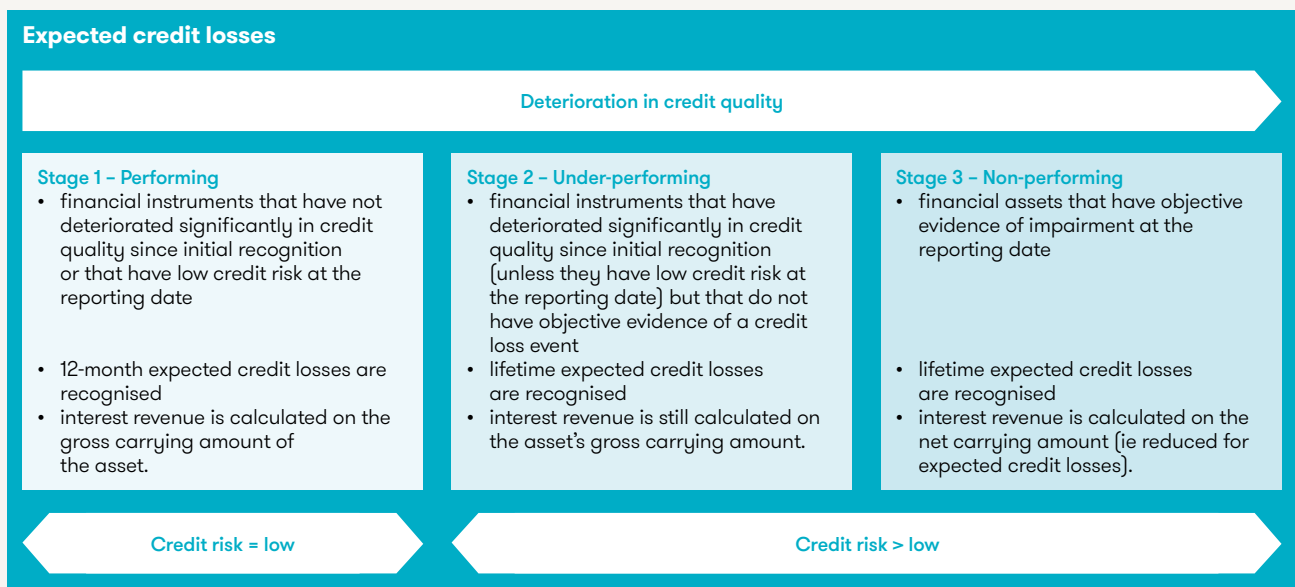 Expected credit losses
Deterioration in credit quality
Stage 1 – Performing
• financial instruments that have not
deteriorated significantly in credit
quality since initial recognition
or that have low credit risk at the
reporting date
• 12-month expected credit losses are
recognised
• interest revenue is calculated on the
gross carrying amount of
the asset.
Stage 2 – Under-performing
• financial instruments that have
deteriorated significantly in credit
quality since initial recognition
(unless they have low credit risk at
the reporting date) but that do not
have objective evidence of a credit
loss event
• lifetime expected credit losses
are recognised
• interest revenue is still calculated on
the asset’s gross carrying amount.
Stage 3 – Non-performing
• financial assets that have objective
evidence of impairment at the
reporting date
• lifetime expected credit losses
are recognised
• interest revenue is calculated on the
net carrying amount (ie reduced for
expected credit losses).
Credit risk = low
Credit risk > low